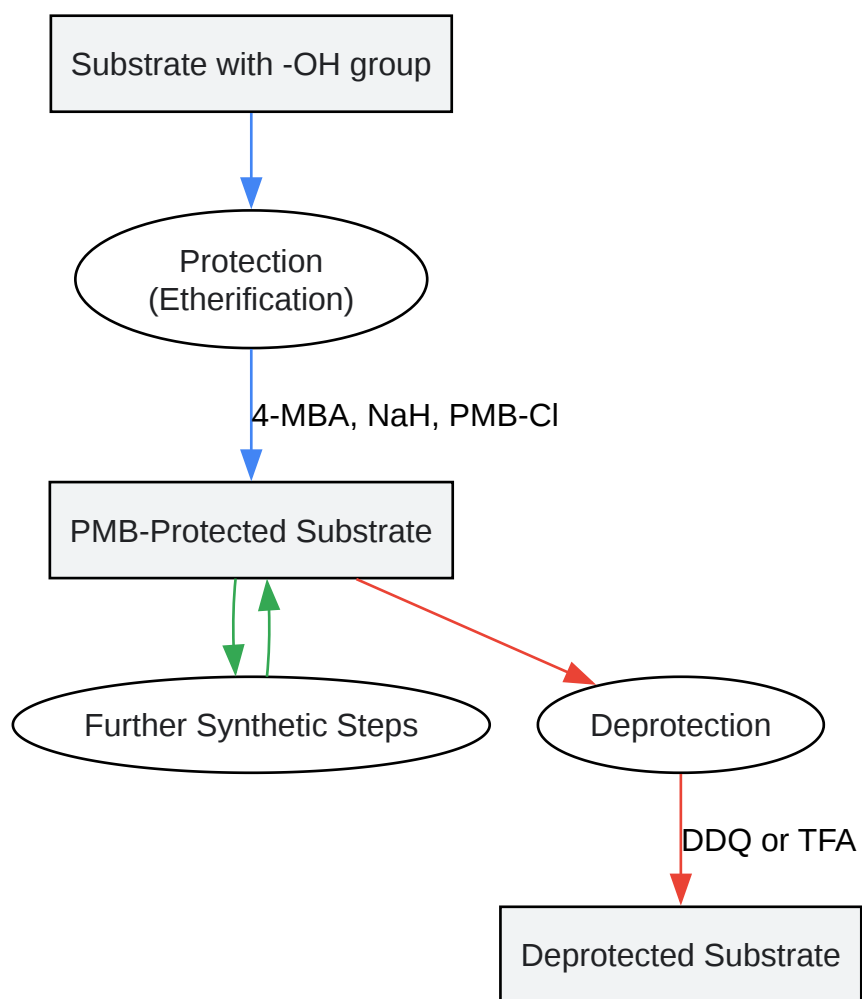 Substrate with -OH group
Protection
(Etherification)
4-MBA, NaH, PMB-Cl
PMB-Protected Substrate
Further Synthetic Steps
Deprotection
DDQ or TFA
Deprotected Substrate